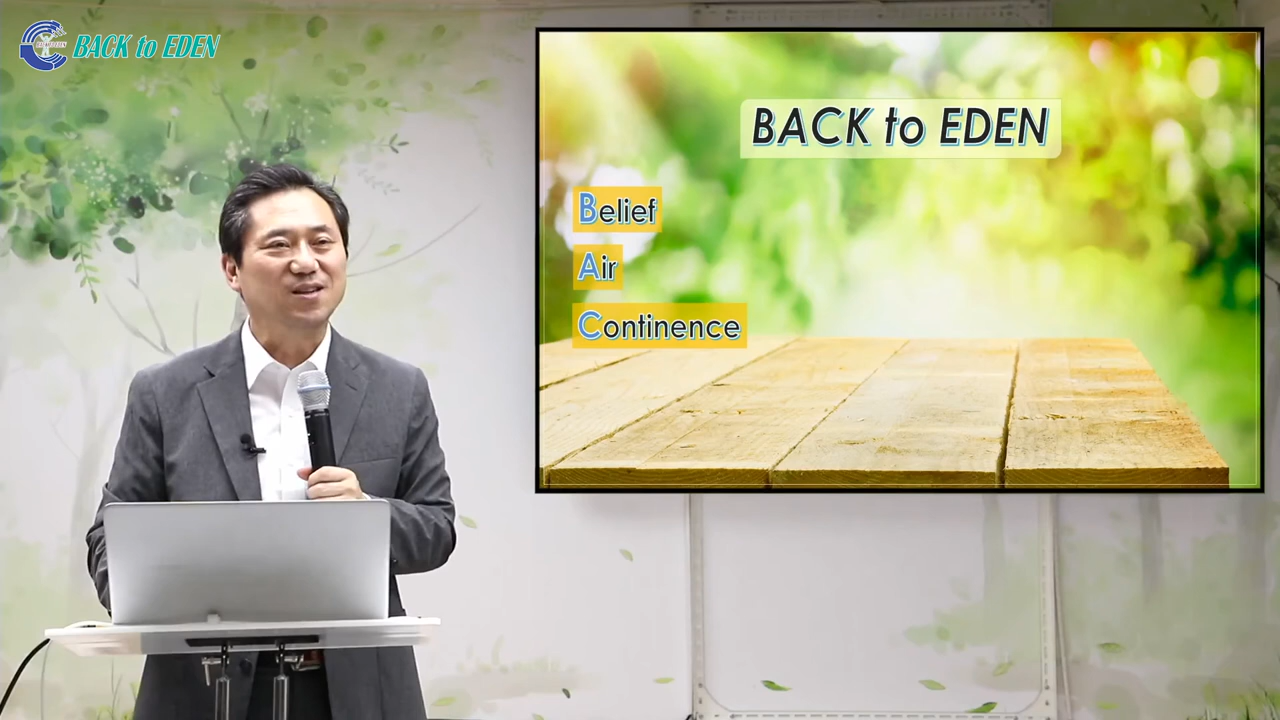 BACK to EDEN
BACK to EDEN
Belief
Air
Continence